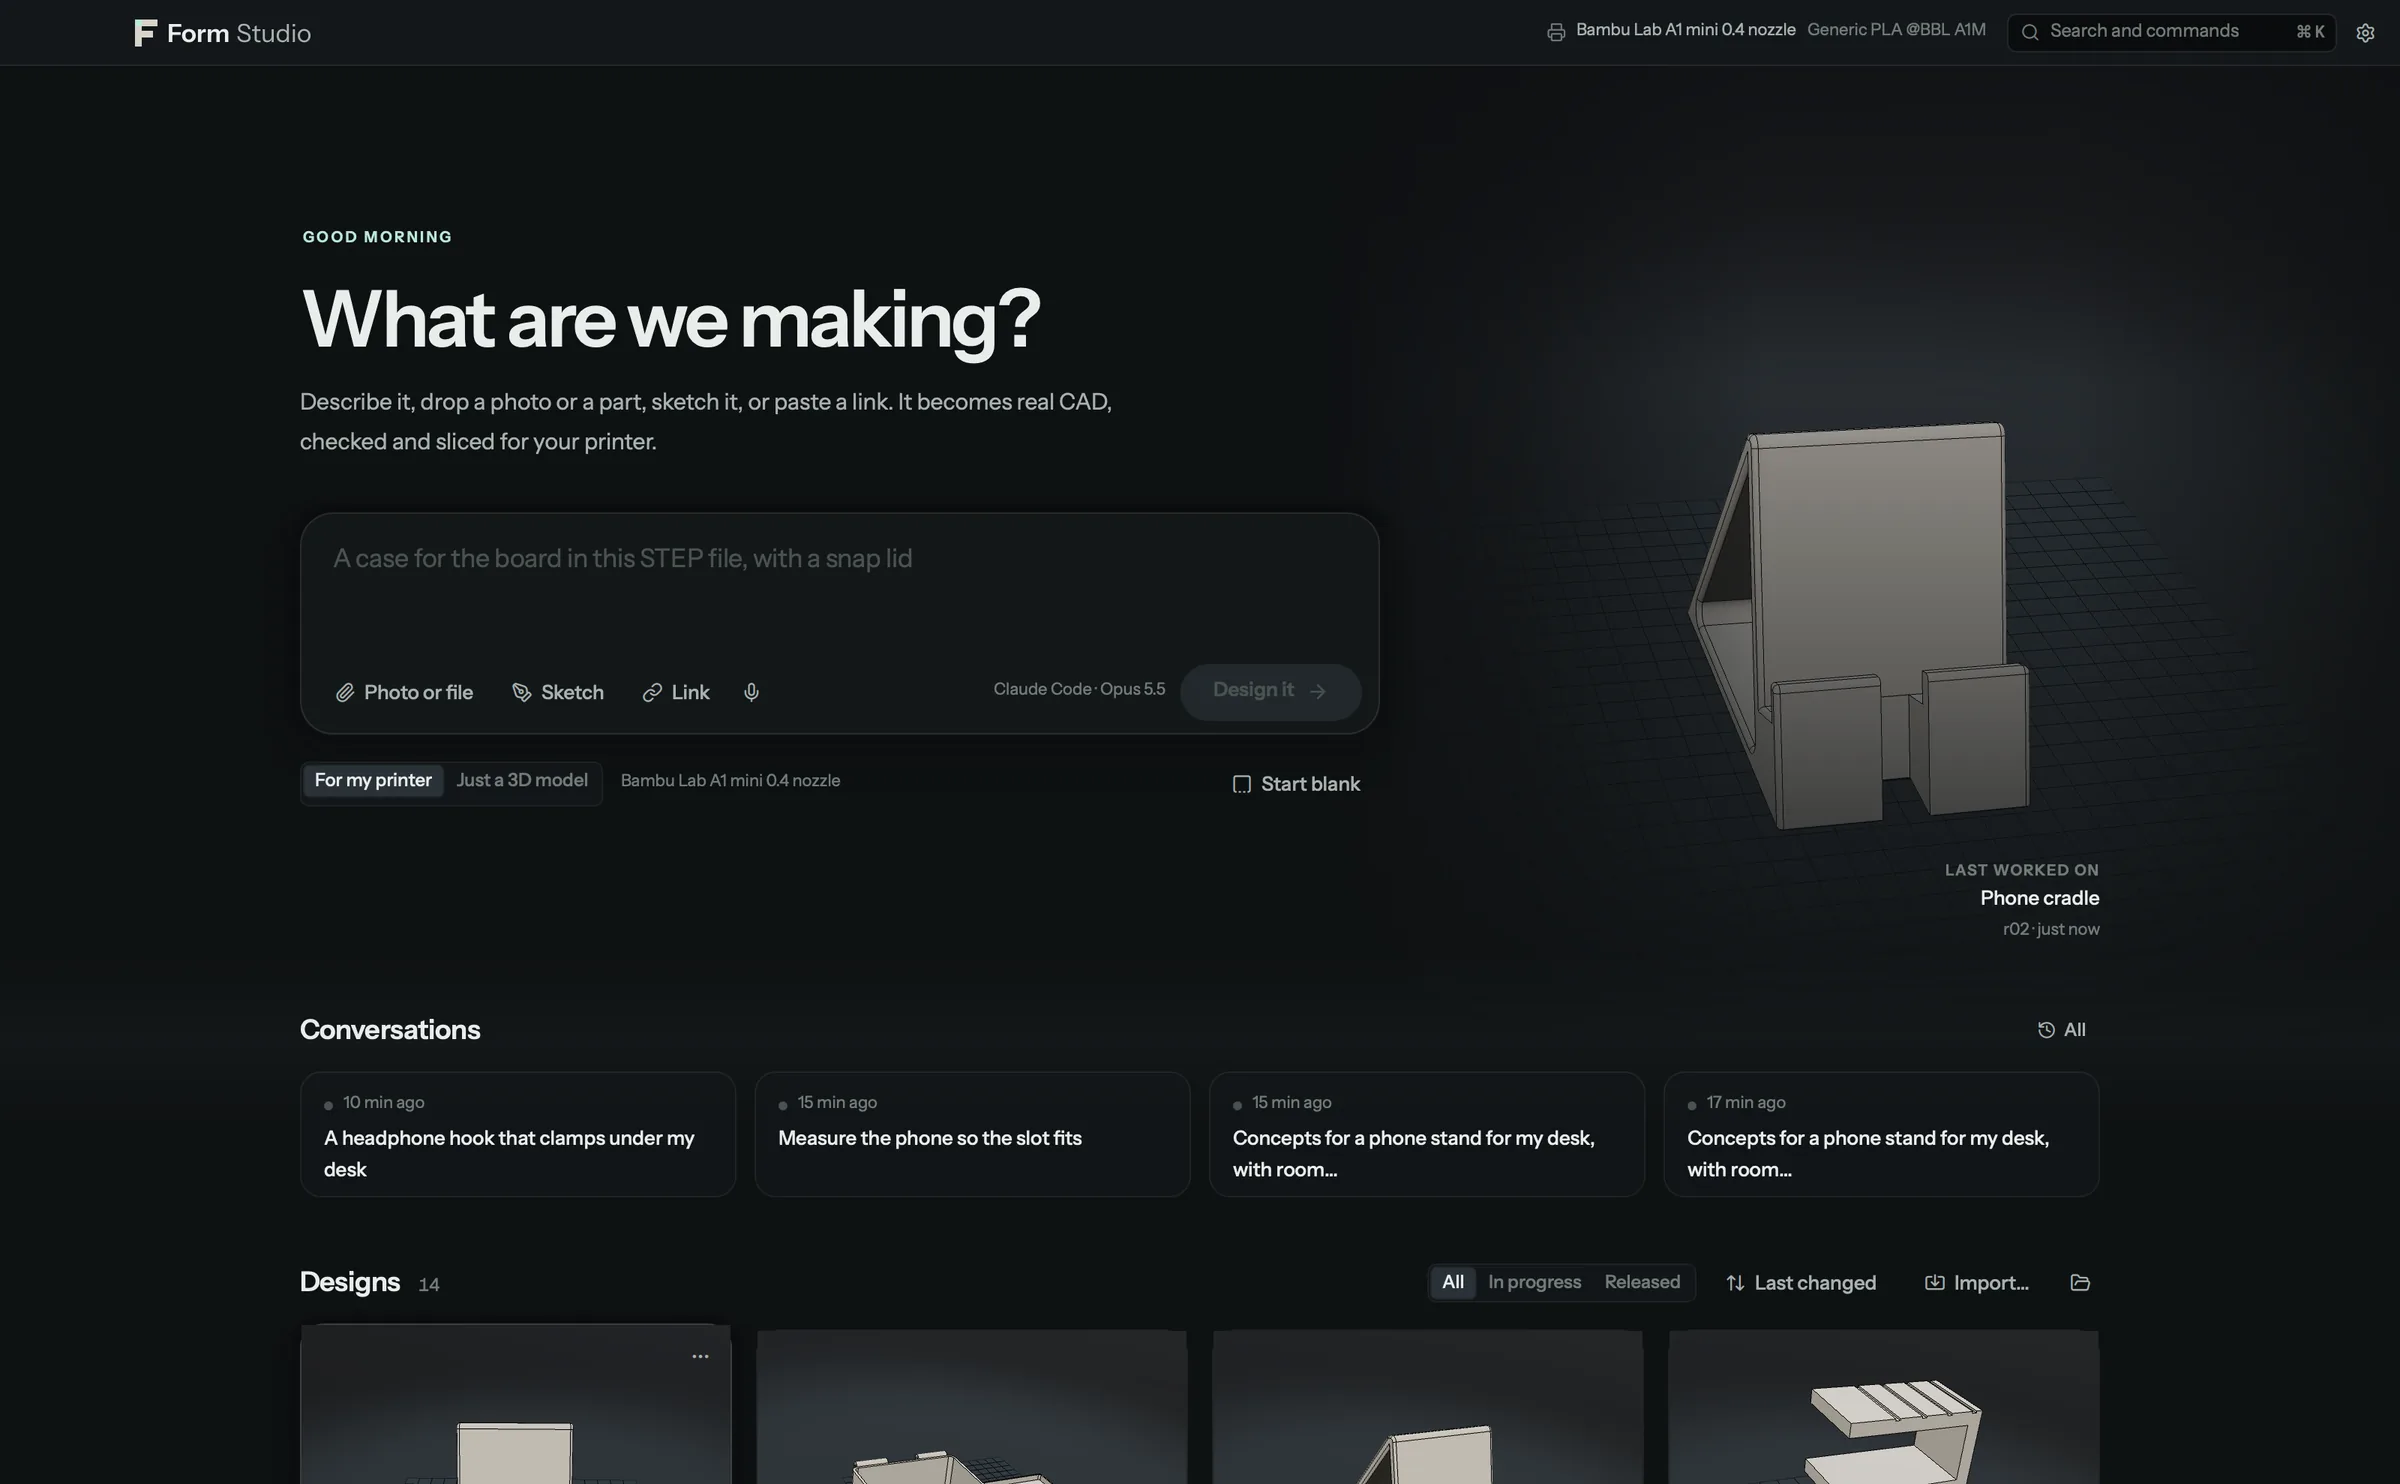 Form Studio
Bambu Lab A1 mini 0.4 nozzle Generic PLA @BBL A1M
Search and commands ⌘ K
GOOD MORNING
What are we making?
Describe it, drop a photo or a part, sketch it, or paste a link. It becomes real CAD,
checked and sliced for your printer.
A case for the board in this STEP file, with a snap lid
Photo or file Sketch Link
Claude Code · Opus 5.5 Design it
For my printer Just a 3D model Bambu Lab A1 mini 0.4 nozzle
Start blank
LAST WORKED ON
Phone cradle
r02 · just now
Conversations
All
10 min ago
A headphone hook that clamps under my
desk
15 min ago
Measure the phone so the slot fits
15 min ago
Concepts for a phone stand for my desk,
with room...
17 min ago
Concepts for a phone stand for my desk,
with room...
Designs 14
All In progress Released Last changed Import...